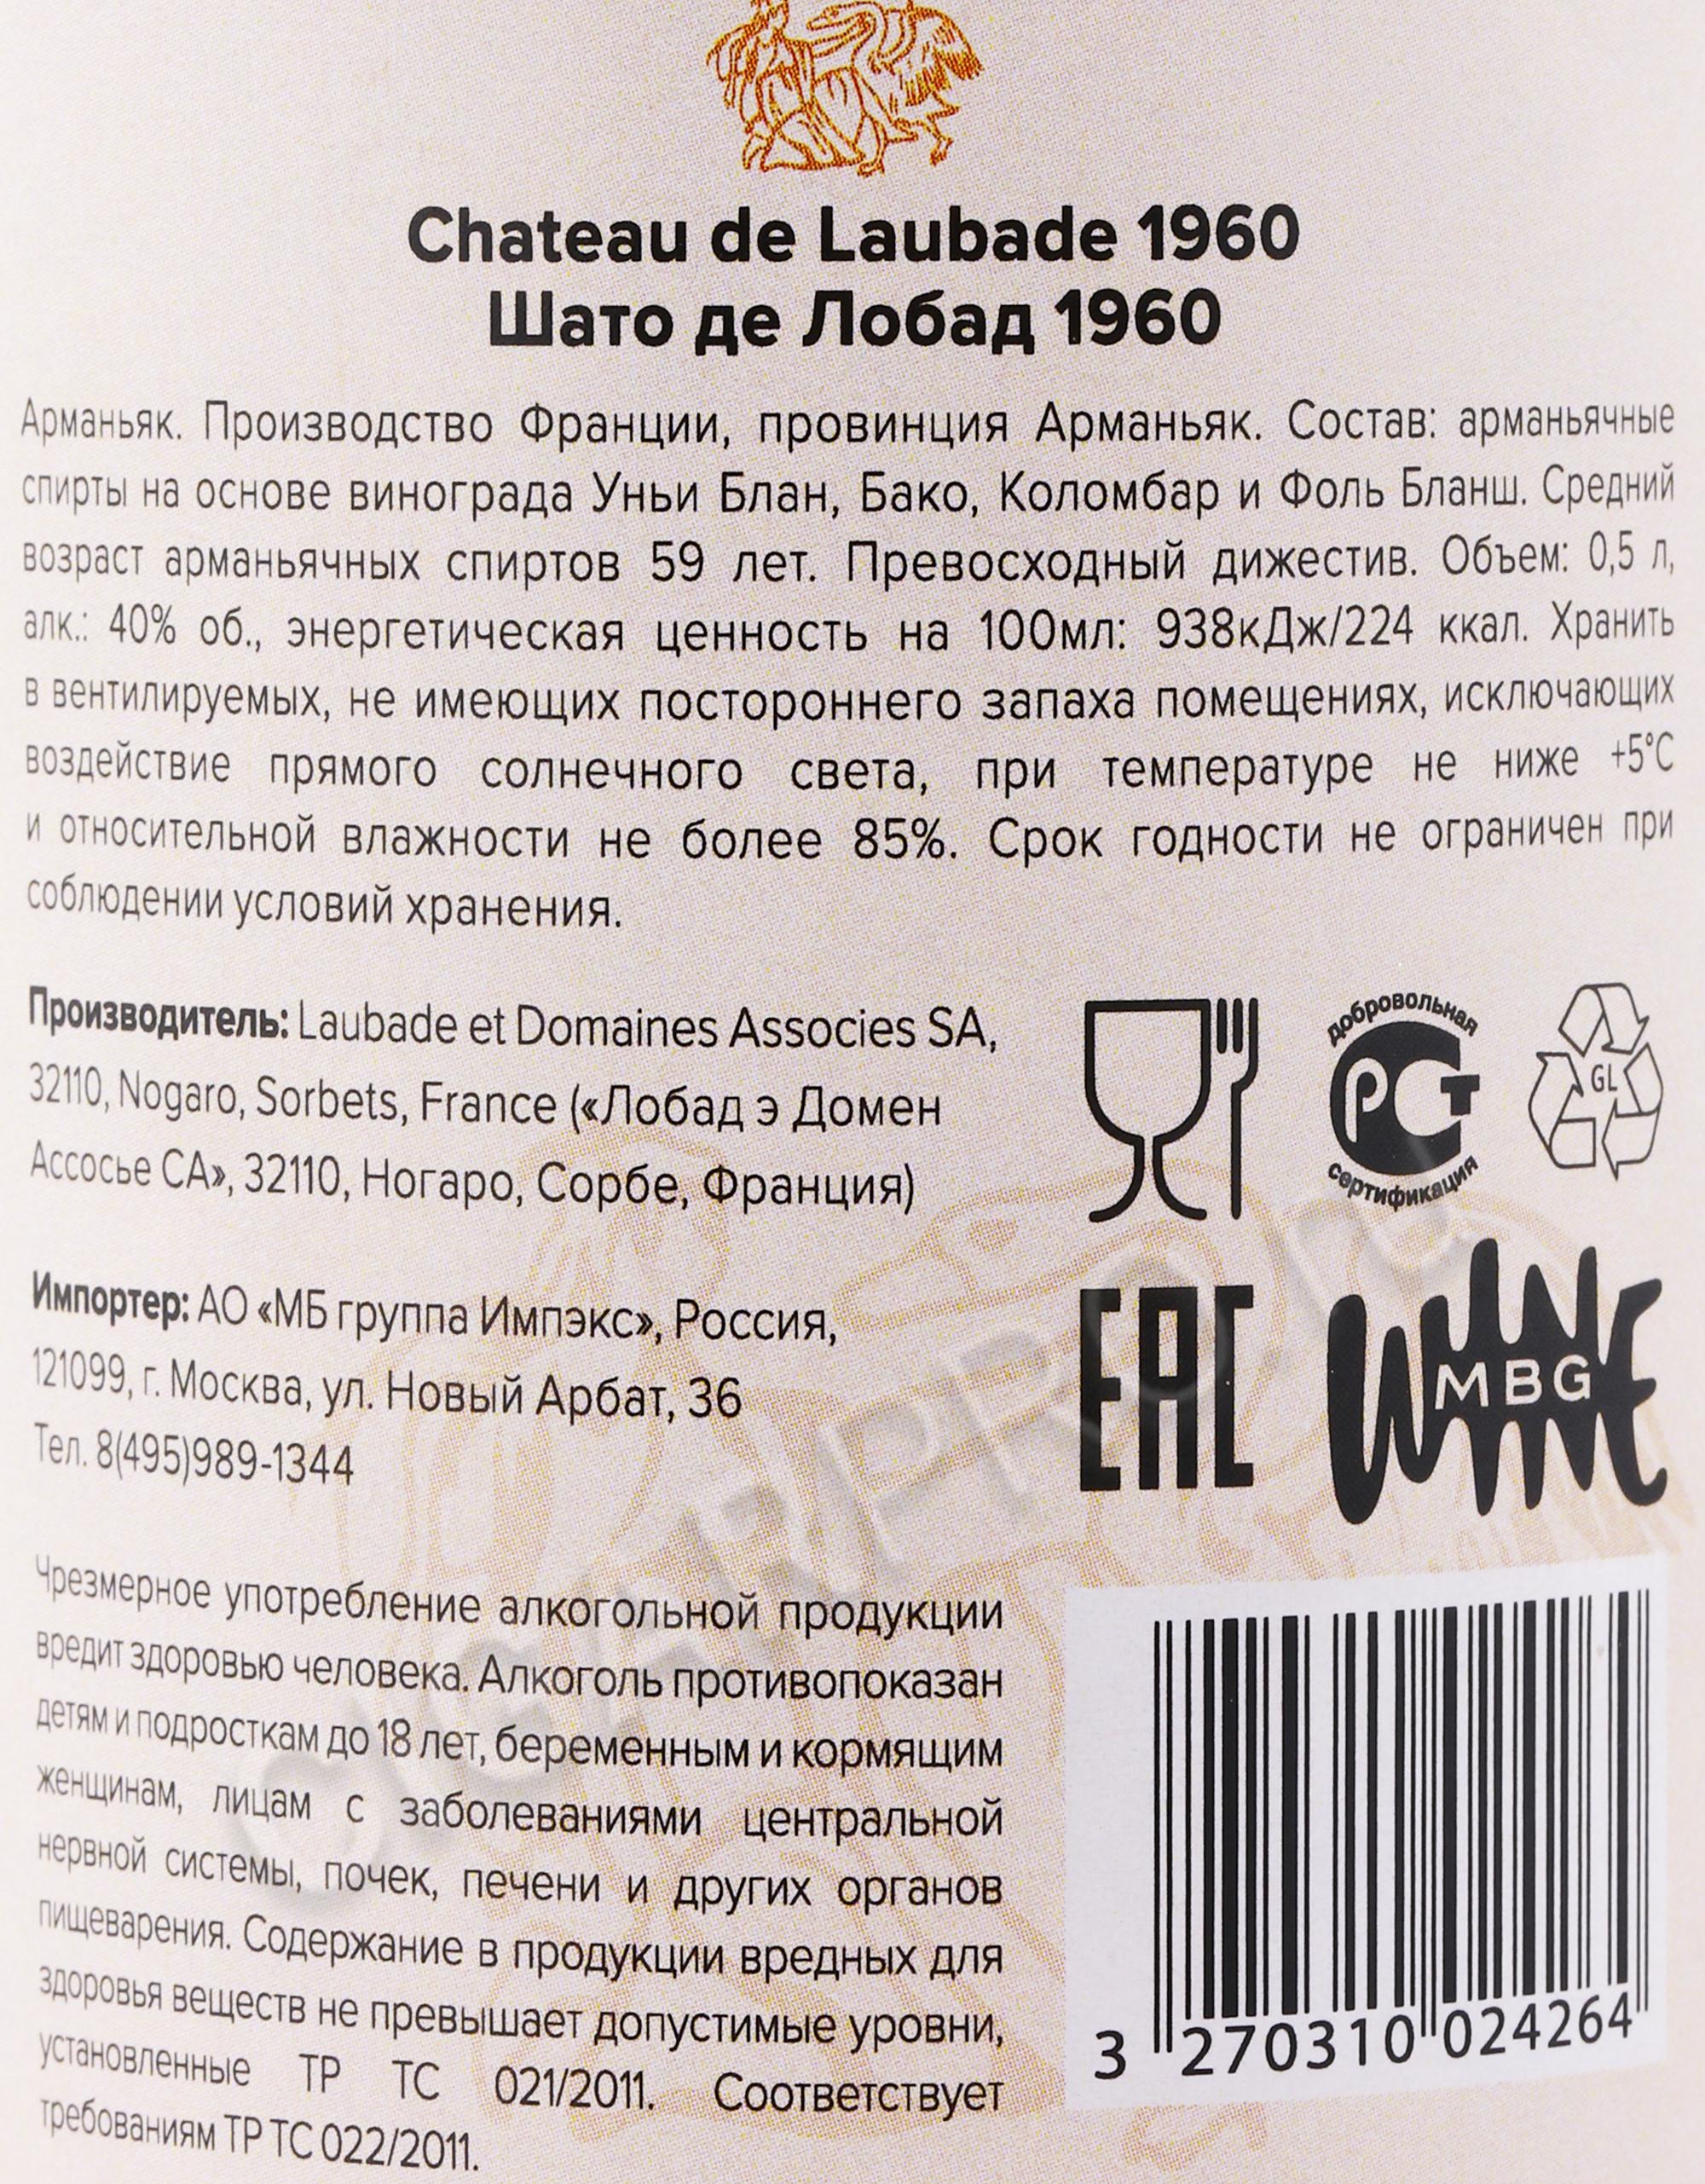 Chateau de Laubade 1960
Шато де Лобад 1960
Арманьяк. Производство Франции, провинция Арманьяк. Состав: арманьячные
спирты на основе винограда Уньи Блан, Бако, Коломбар и Фоль Бланш. Средний
возраст арманьячных спиртов 59 лет. Превосходный дижестив. Объем: 0,5 л,
алк.: 40% об., энергетическая ценность на 100мл: 938кДж/224 ккал. Хранить
в вентилируемых, не имеющих постороннего запаха помещениях, исключающих
воздействие прямого солнечного света, при температуре не ниже +5°С
и относительной влажности не более 85%. Срок годности не ограничен при
соблюдении условий хранения.
Производитель: Laubade et Domaines Associes SA,
32110, Nogaro, Sorbets, France («Лобад э Домен
Ассосье СА», 32110, Ногаро, Сорбе, Франция)
добровольная
РСТ
сертификация
GL
Импортер: АО «МБ группа Импэкс», Россия,
121099, г. Москва, ул. Новый Арбат, 36
Тел. 8(495)989-1344
EAC
WINE
MBG
Чрезмерное употребление алкогольной продукции
вредит здоровью человека. Алкоголь противопоказан
детям и подросткам до 18 лет, беременным и кормящим
женщинам, лицам с заболеваниями центральной
нервной системы, почек, печени и других органов
пищеварения. Содержание в продукции вредных для
здоровья веществ не превышает допустимые уровни,
установленные ТР ТС 021/2011. Соответствует
требованиям ТР ТС 022/2011.
3 270310 024264
CIGARPRO.RU